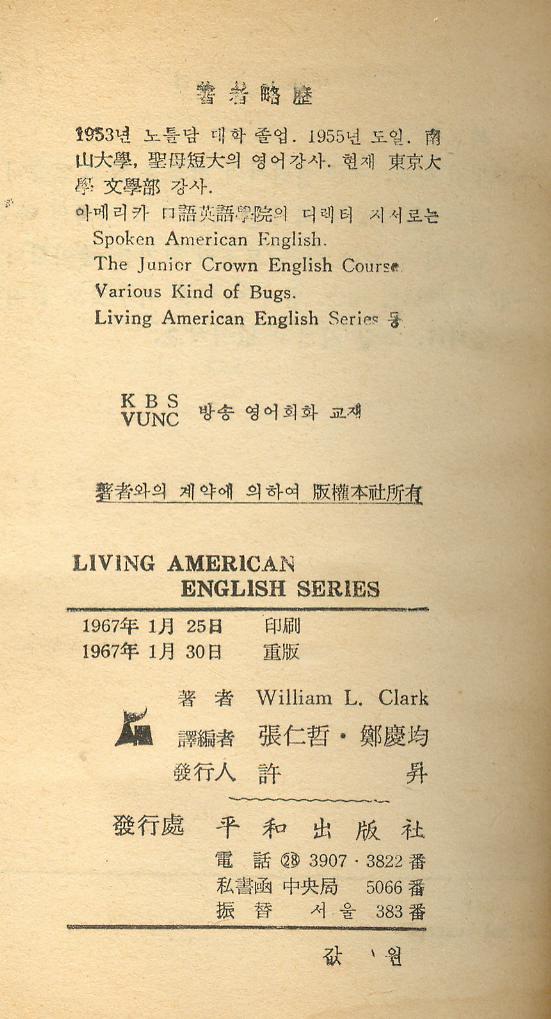 著者略歷
1953년 노틀담 대학 졸업. 1955년 도일. 南
山大學, 聖母短大의 영어강사. 현재 東京大
學 文學部 강사.
아메리카 口語英語學院의 디렉터 저서로는
Spoken American English.
The Junior Crown English Course
Various Kind of Bugs.
Living American English Series 등
KBS
VUNC 방송 영어회화 교재
著者와의 계약에 의하여 版權本社所有
LIVING AMERICAN
ENGLISH SERIES
1967年 1月 25日 印刷
1967年 1月 30日 重版
著者 William L. Clark
譯編者 張仁哲・鄭慶均
發行人 許 昇
發行處 平和出版社
電話 ㉘ 3907・3822番
私書函 中央局 5066番
振替 서울 383番
값 원